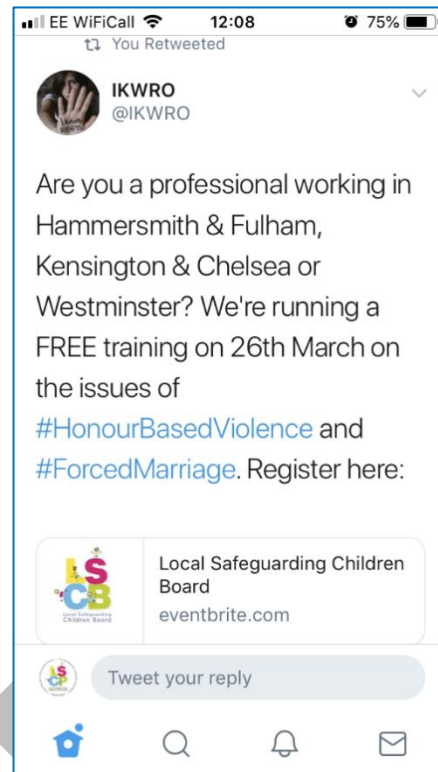 EE WiFiCall 12:08 75%
You Retweeted
IKWRO
@IKWRO
Are you a professional working in
Hammersmith & Fulham,
Kensington & Chelsea or
Westminster? We're running a
FREE training on 26th March on
the issues of
#HonourBasedViolence and
#ForcedMarriage. Register here:
LSCB
Local Safeguarding
Children Board
Local Safeguarding Children
Board
eventbrite.com
LSCP
Tweet your reply